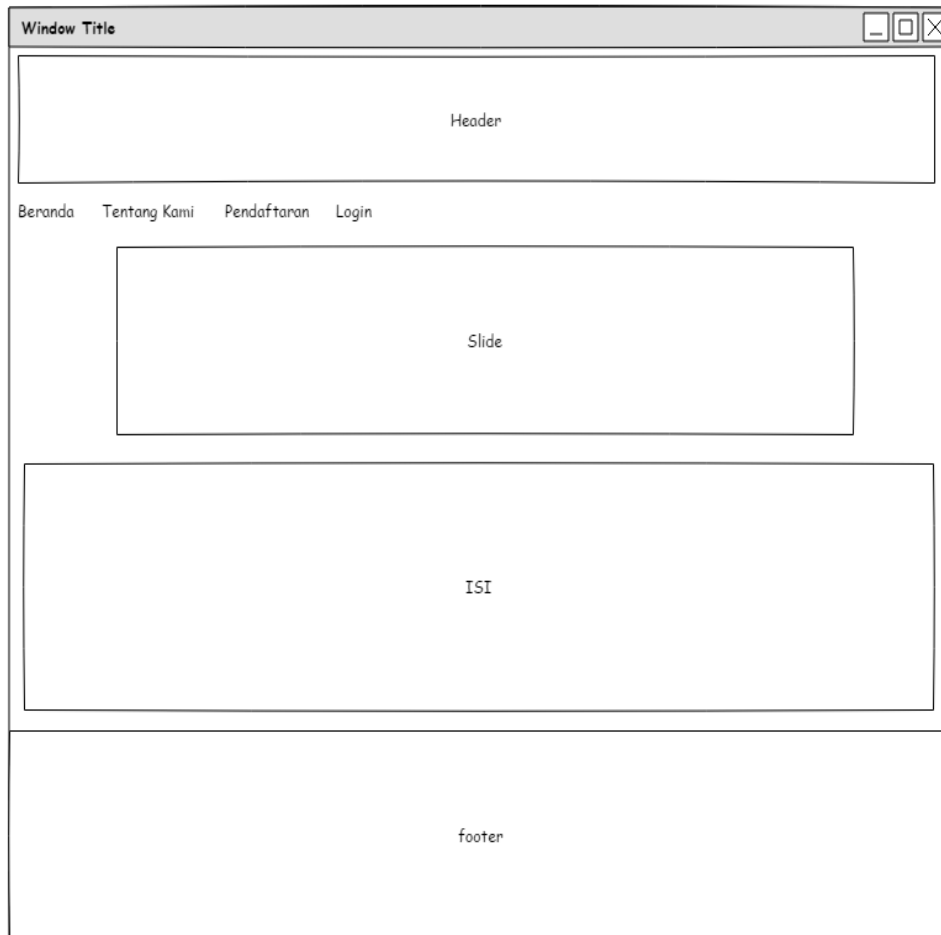 Window Title
Header
Beranda Tentang Kami Pendaftaran Login
Slide
ISI
footer